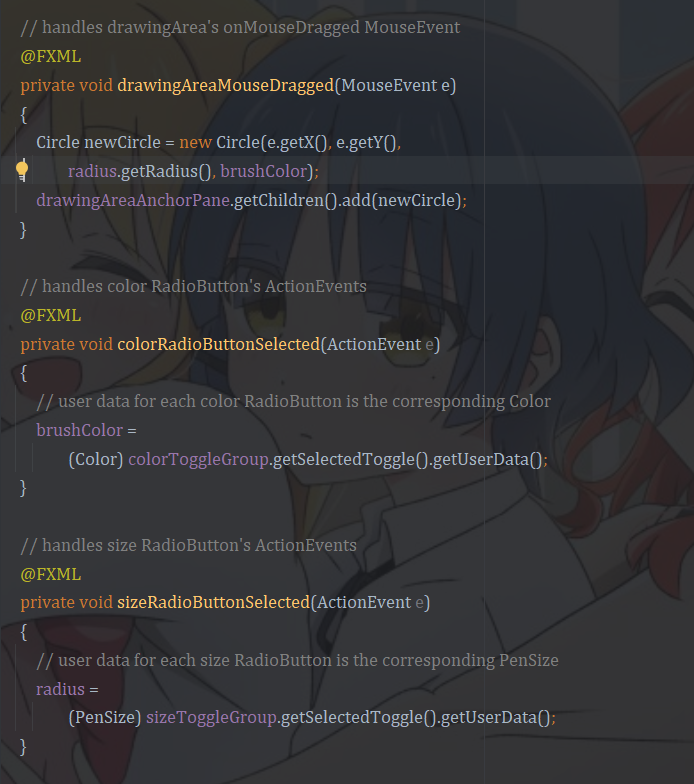 // handles drawingArea's onMouseDragged MouseEvent
@FXML
private void drawingAreaMouseDragged(MouseEvent e)
{
Circle newCircle = new Circle(e.getX(), e.getY(),
radius.getRadius(), brushColor);
drawingAreaAnchorPane.getChildren().add(newCircle);
}
// handles color RadioButton's ActionEvents
@FXML
private void colorRadioButtonSelected(ActionEvent e)
{
// user data for each color RadioButton is the corresponding Color
brushColor =
(Color) colorToggleGroup.getSelectedToggle().getUserData();
}
// handles size RadioButton's ActionEvents
@FXML
private void sizeRadioButtonSelected(ActionEvent e)
{
// user data for each size RadioButton is the corresponding PenSize
radius =
(PenSize) sizeToggleGroup.getSelectedToggle().getUserData();
}